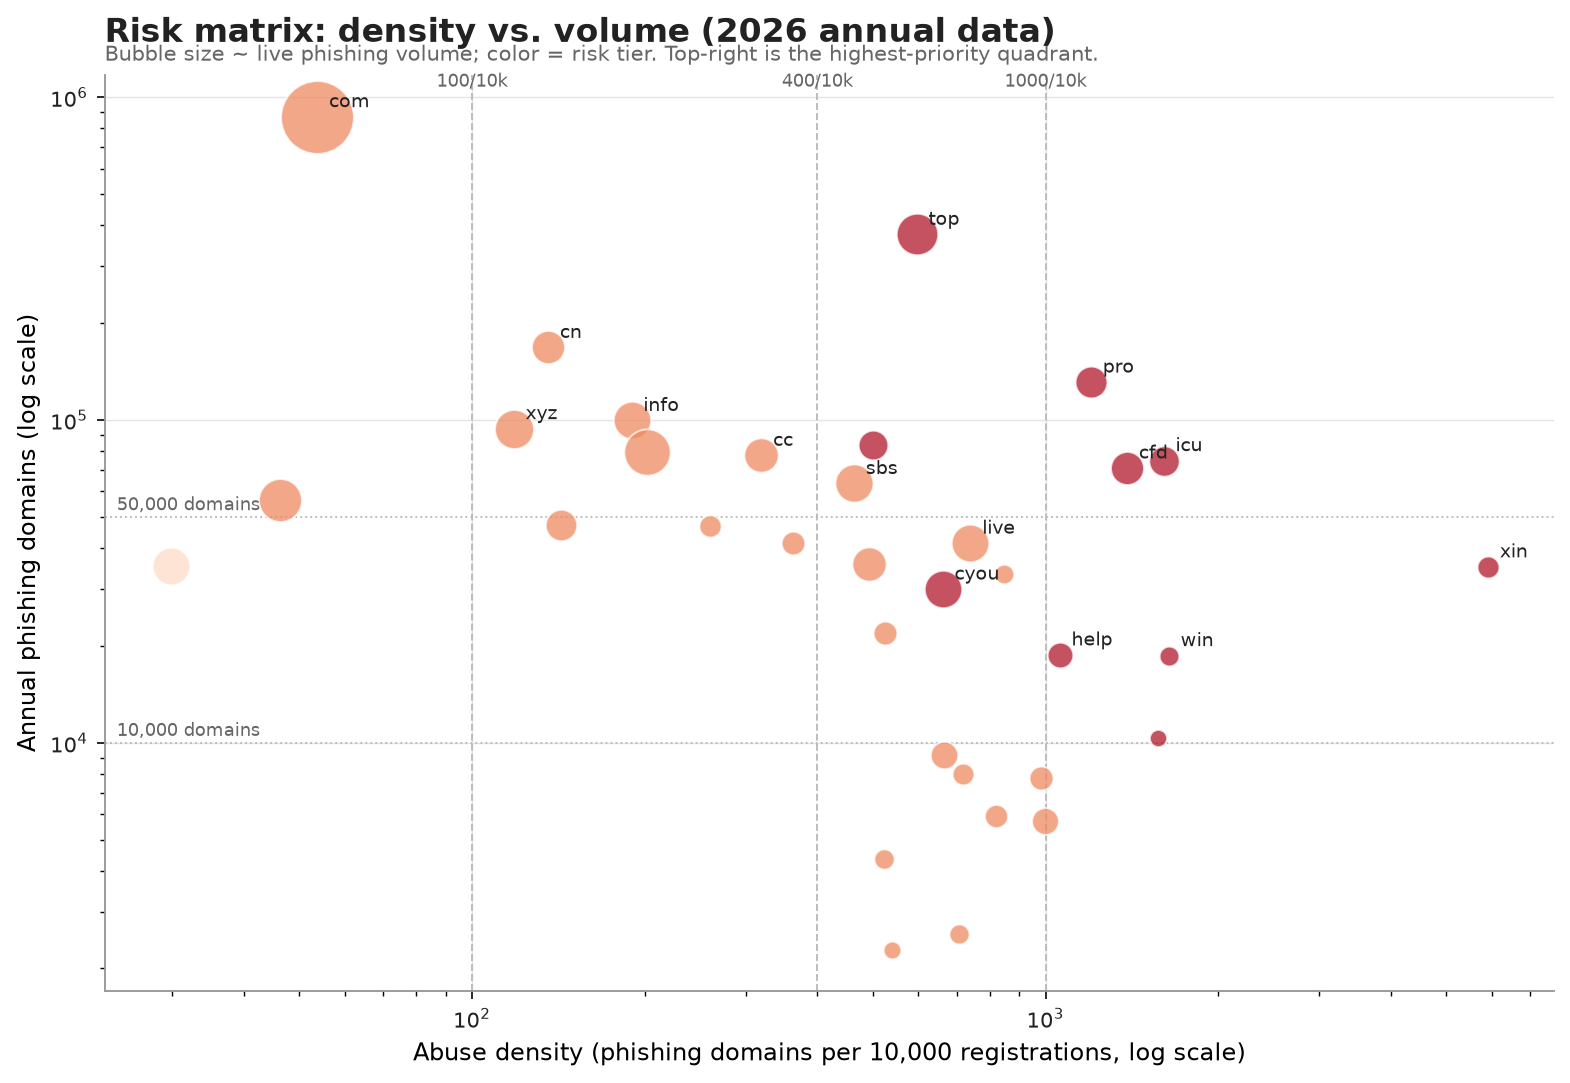 Risk matrix: density vs. volume (2026 annual data)
Bubble size ~ live phishing volume; color = risk tier. Top-right is the highest-priority quadrant.
100/10k
400/10k
1000/10k
10⁶
com
top
cn
pro
xyz
info
10⁵
cc
cfd
icu
sbs
50,000 domains
live
xin
cyou
help
win
10,000 domains
10⁴
10²
10³
Annual phishing domains (log scale)
Abuse density (phishing domains per 10,000 registrations, log scale)